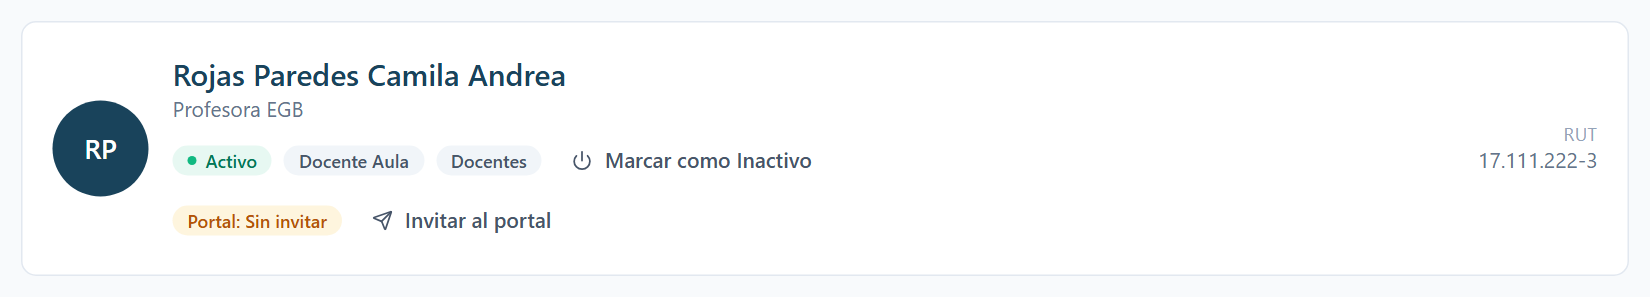 RP
Rojas Paredes Camila Andrea
Profesora EGB
Activo Docente Aula Docentes Marcar como Inactivo
Portal: Sin invitar Invitar al portal
RUT
17.111.222-3